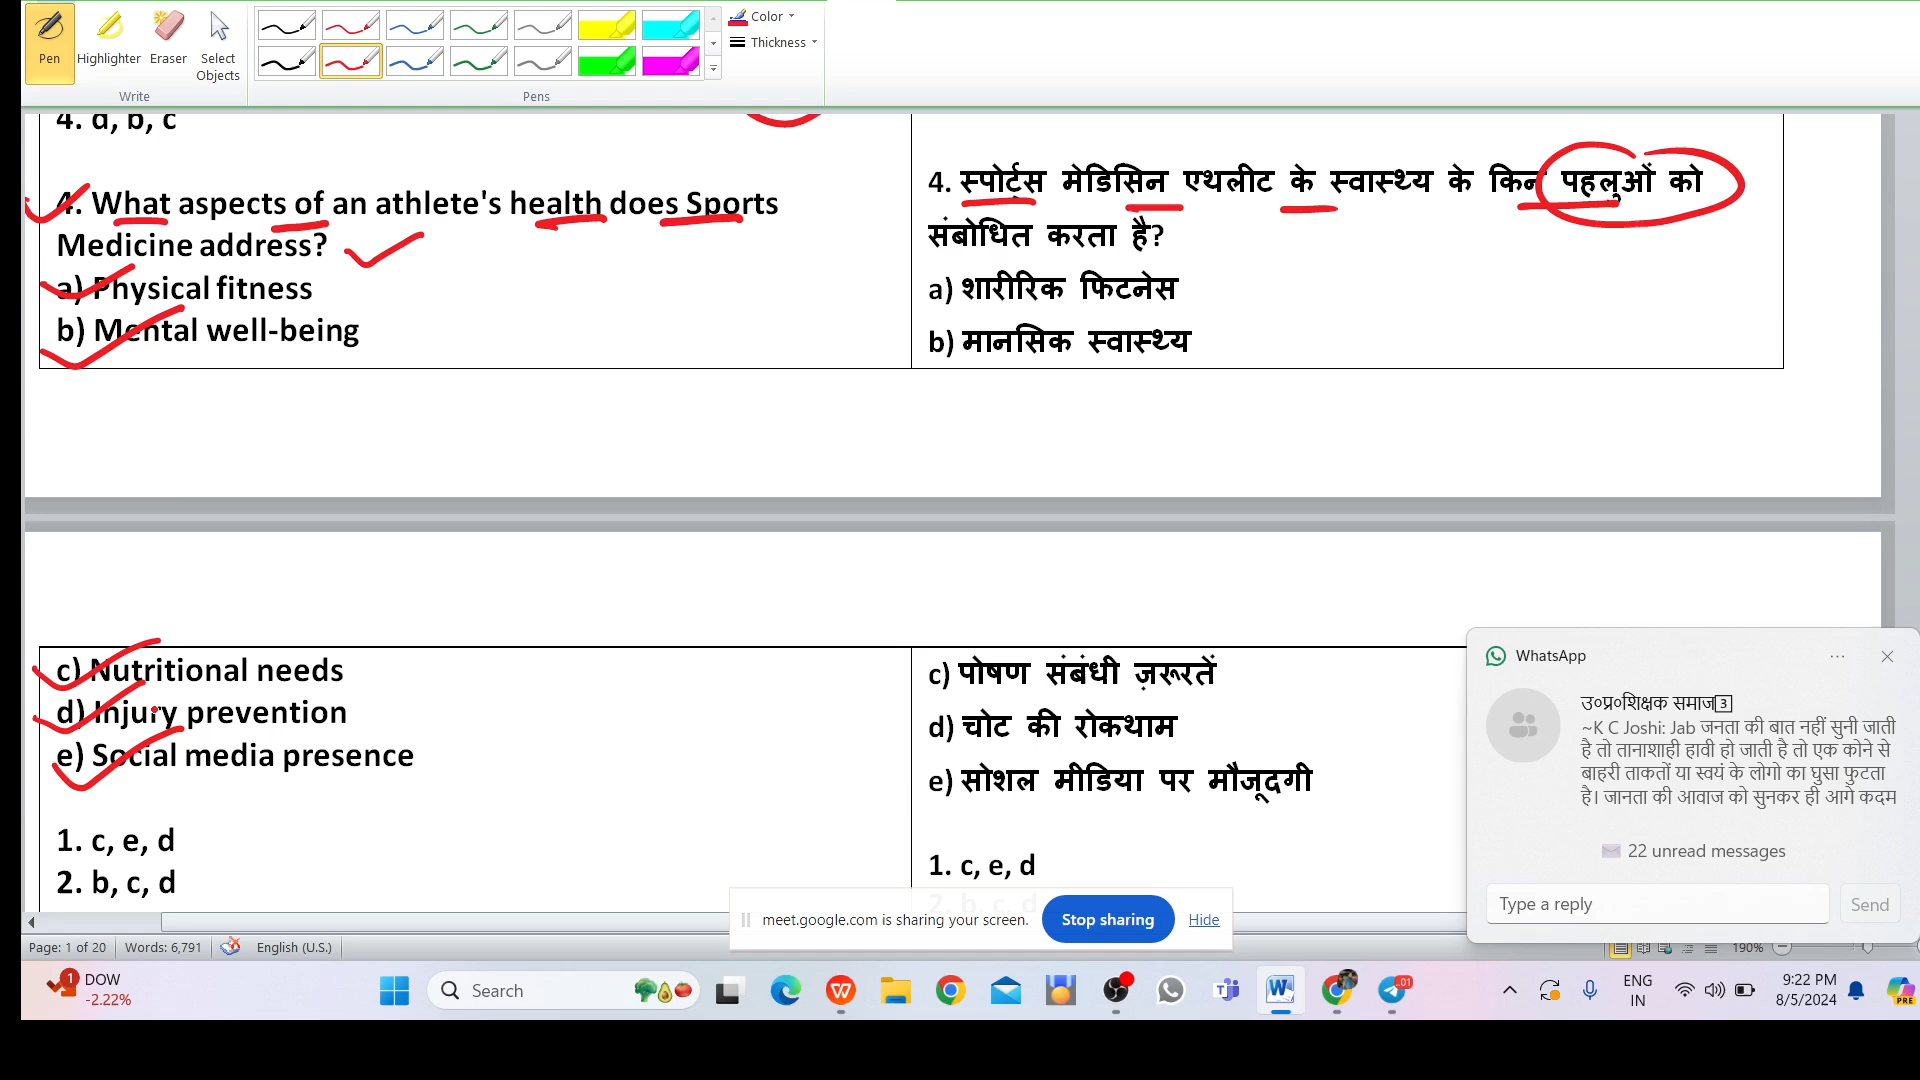 Pen
Highlighter
Eraser
Select
Objects
Write
Pens
Color
Thickness
4. d, b, c
4. What aspects of an athlete's health does Sports
Medicine address?
a) Physical fitness
b) Mental well-being
4. स्पोर्ट्स मेडिसिन एथलीट के स्वास्थ्य के किन पहलुओं को
संबोधित करता है?
a) शारीरिक फिटनेस
b) मानसिक स्वास्थ्य
c) Nutritional needs
d) Injury prevention
e) Social media presence
1. c, e, d
2. b, c, d
c) पोषण संबंधी ज़रूरतें
d) चोट की रोकथाम
e) सोशल मीडिया पर मौजूदगी
1. c, e, d
2. b, c, d
WhatsApp
उ०प्र०शिक्षक समाज3
~K C Joshi: Jab जनता की बात नहीं सुनी जाती
है तो तानाशाही हावी हो जाती है तो एक कोने से
बाहरी ताकतों या स्वयं के लोगो का घुसा फुटता
है। जानता की आवाज को सुनकर ही आगे कदम
22 unread messages
Type a reply
Send
meet.google.com is sharing your screen.
Stop sharing
Hide
Page: 1 of 20
Words: 6,791
English (U.S.)
190%
1
DOW
-2.22%
Search
.01
ENG
IN
9:22 PM
8/5/2024
PRE